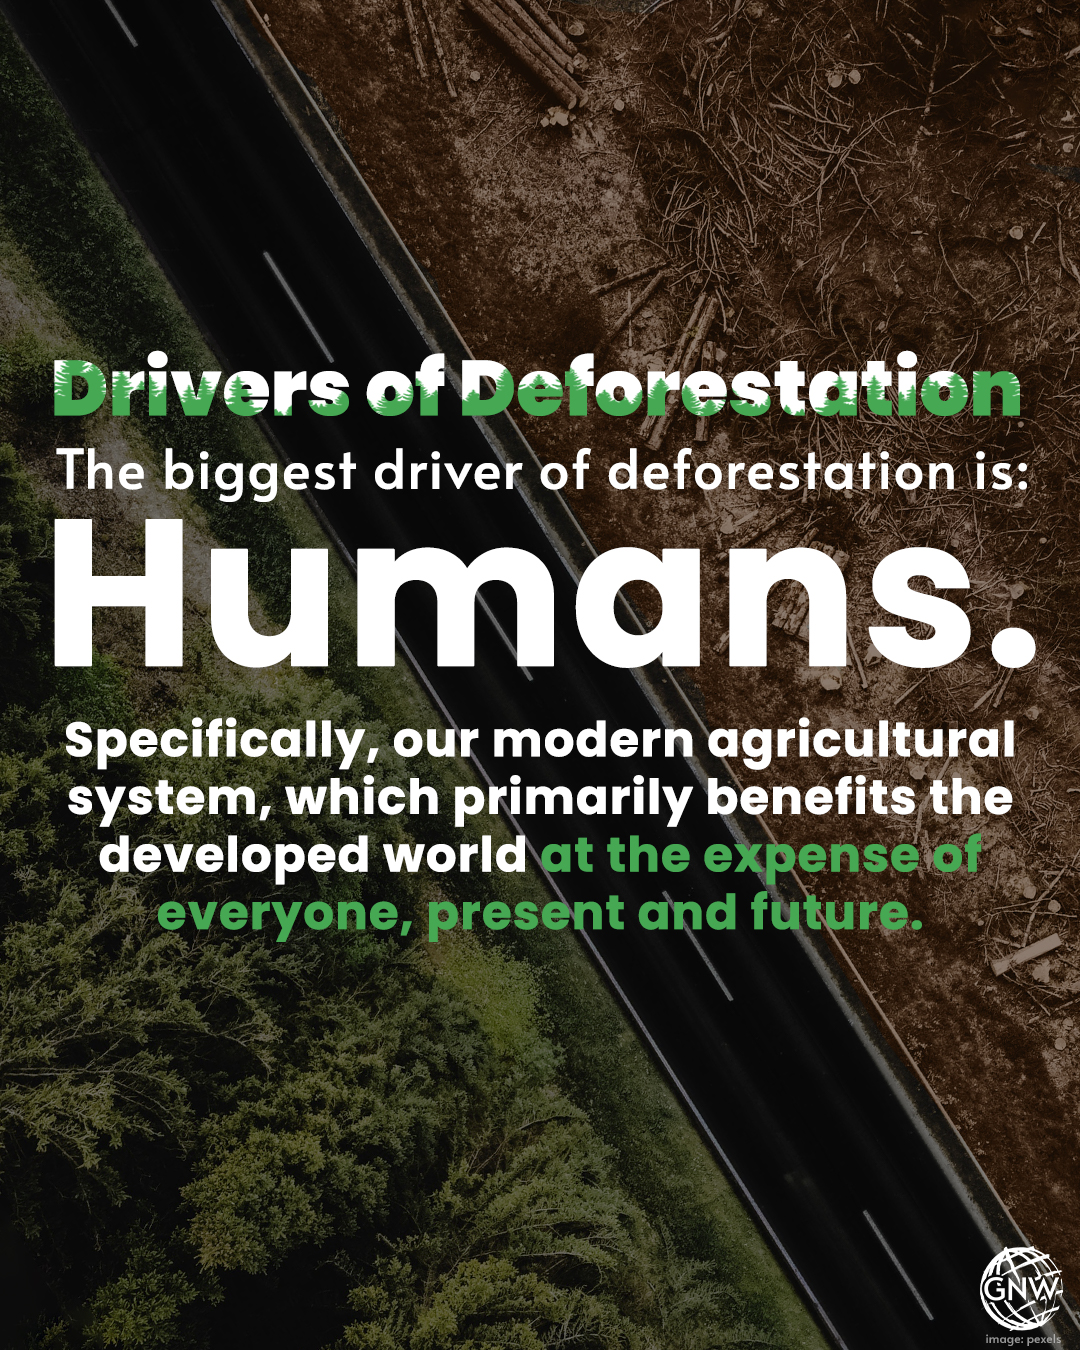 Drivers of Deforestation
The biggest driver of deforestation is:
Humans.
Specifically, our modern agricultural
system, which primarily benefits the
developed world at the expense of
everyone, present and future.
GNW
image: pexels